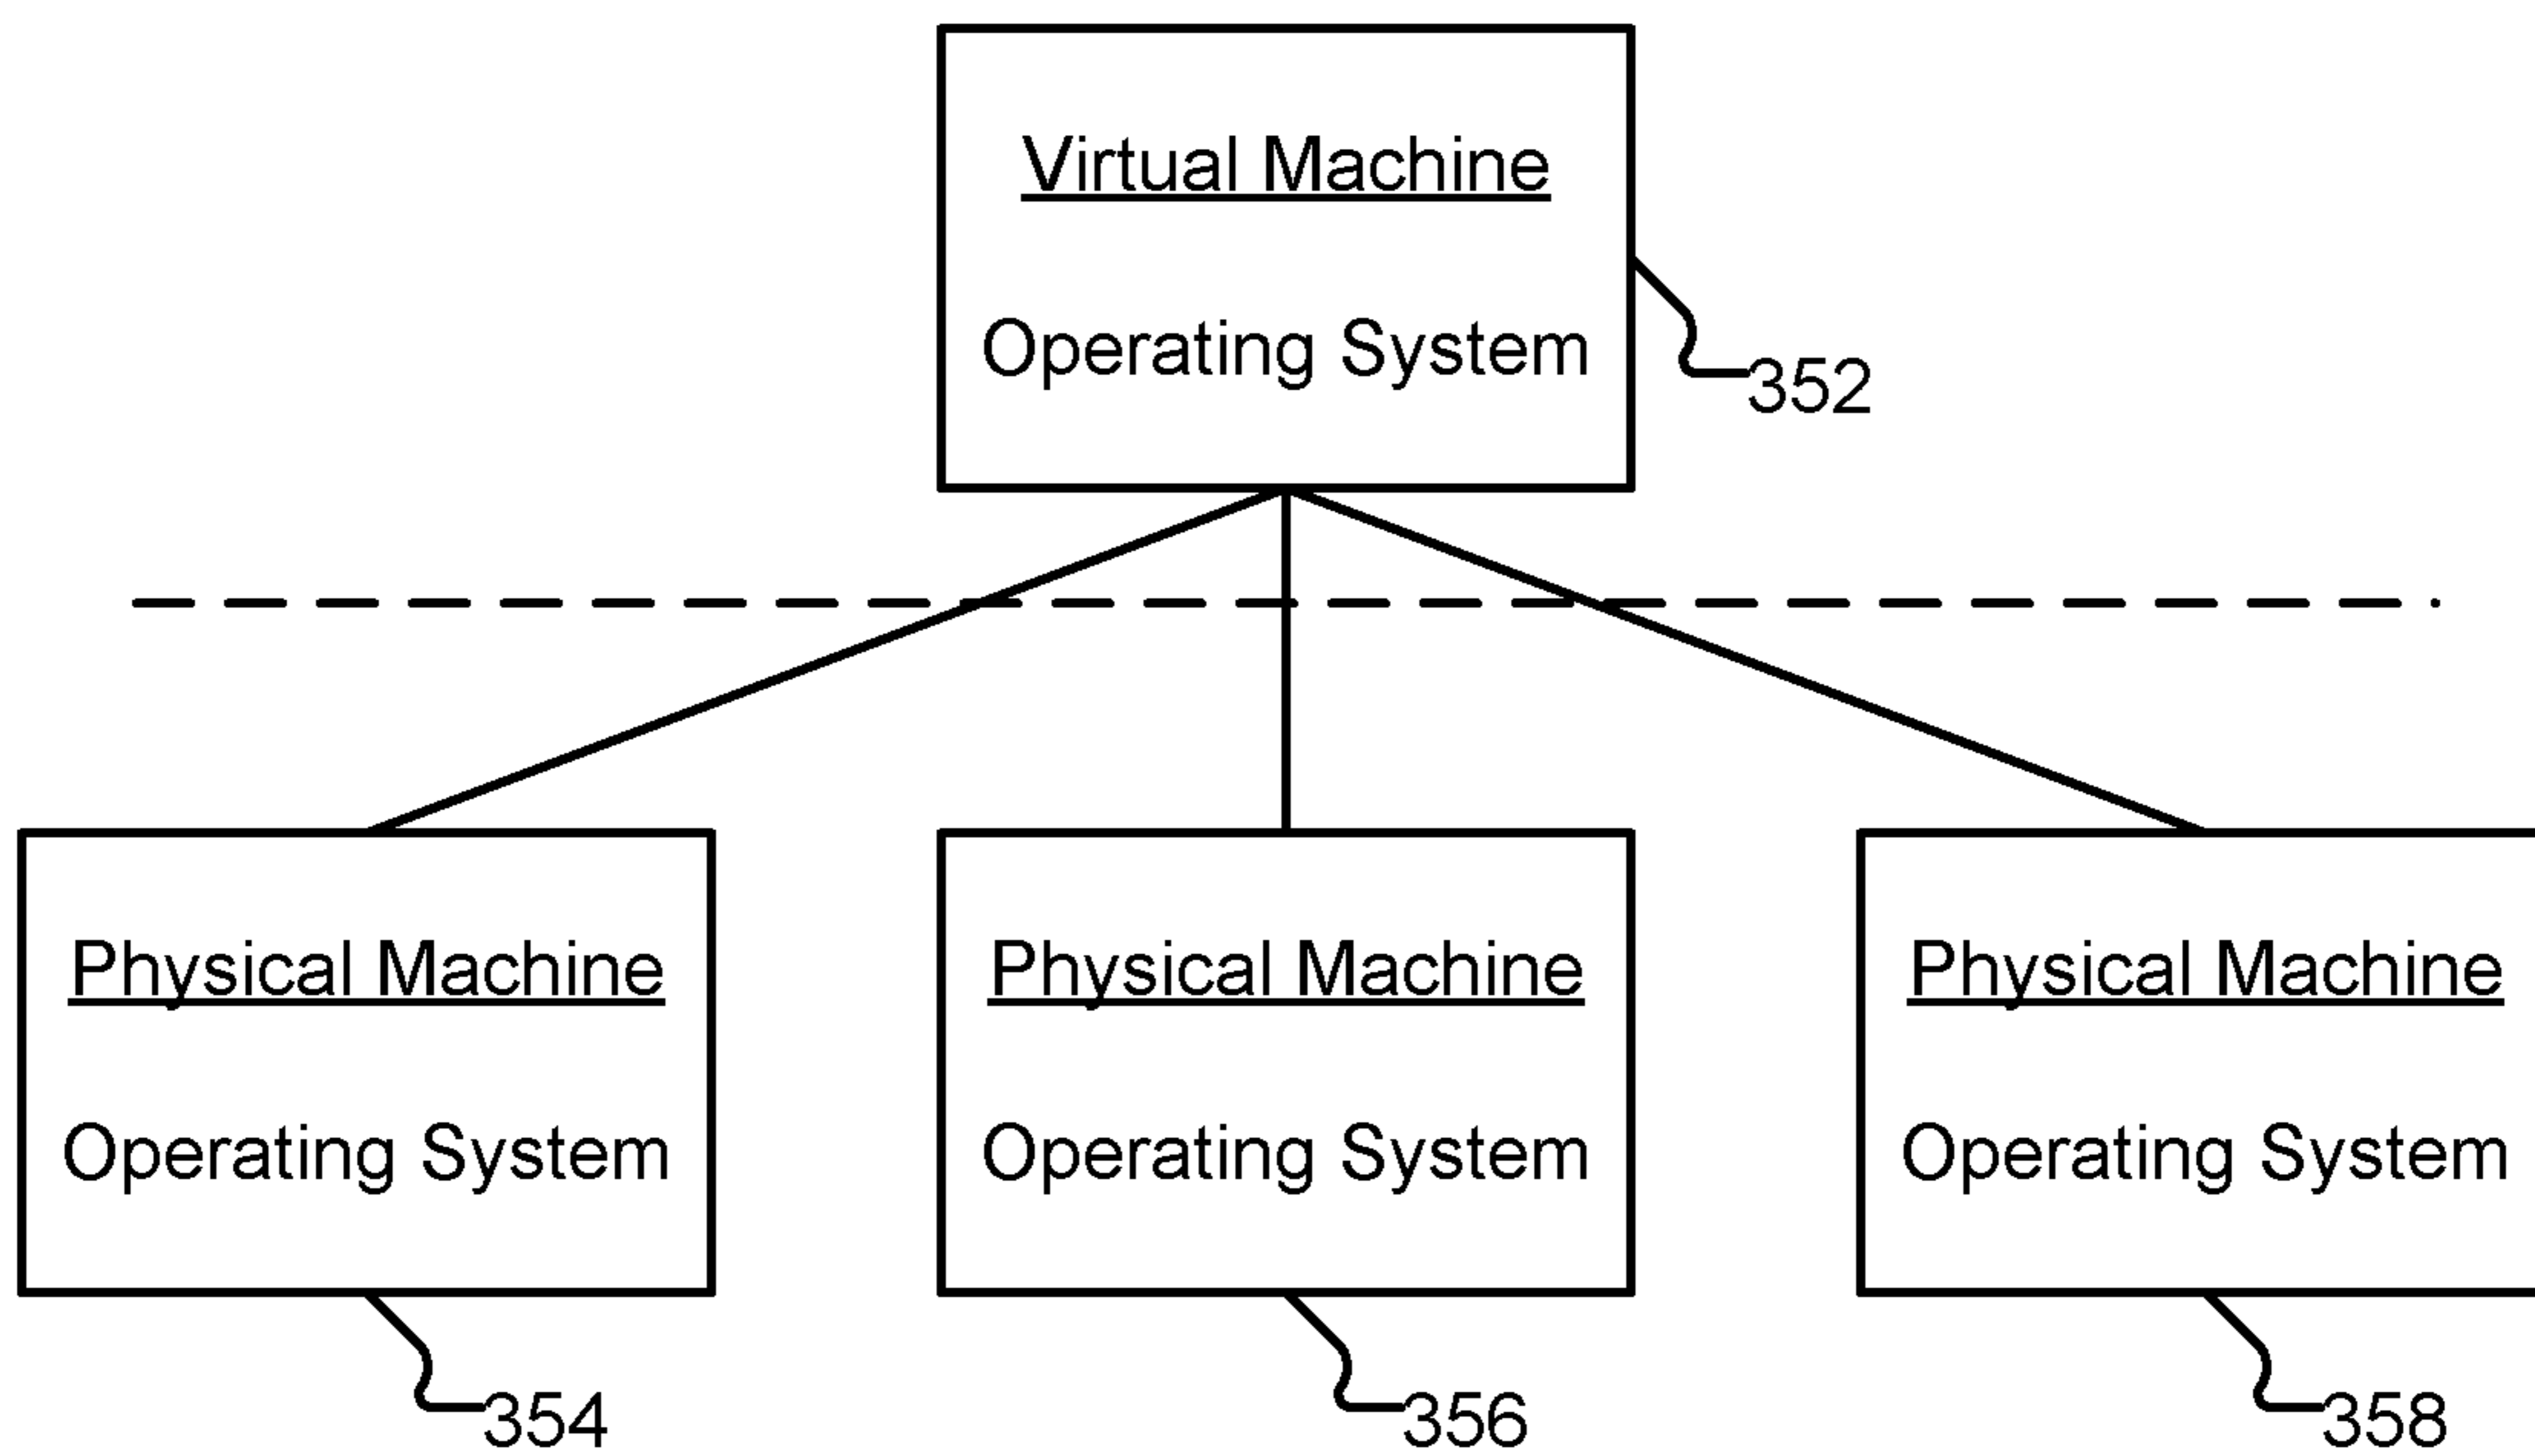 Virtual Machine
Operating System
352
Physical Machine
Operating System
354
Physical Machine
Operating System
356
Physical Machine
Operating System
358